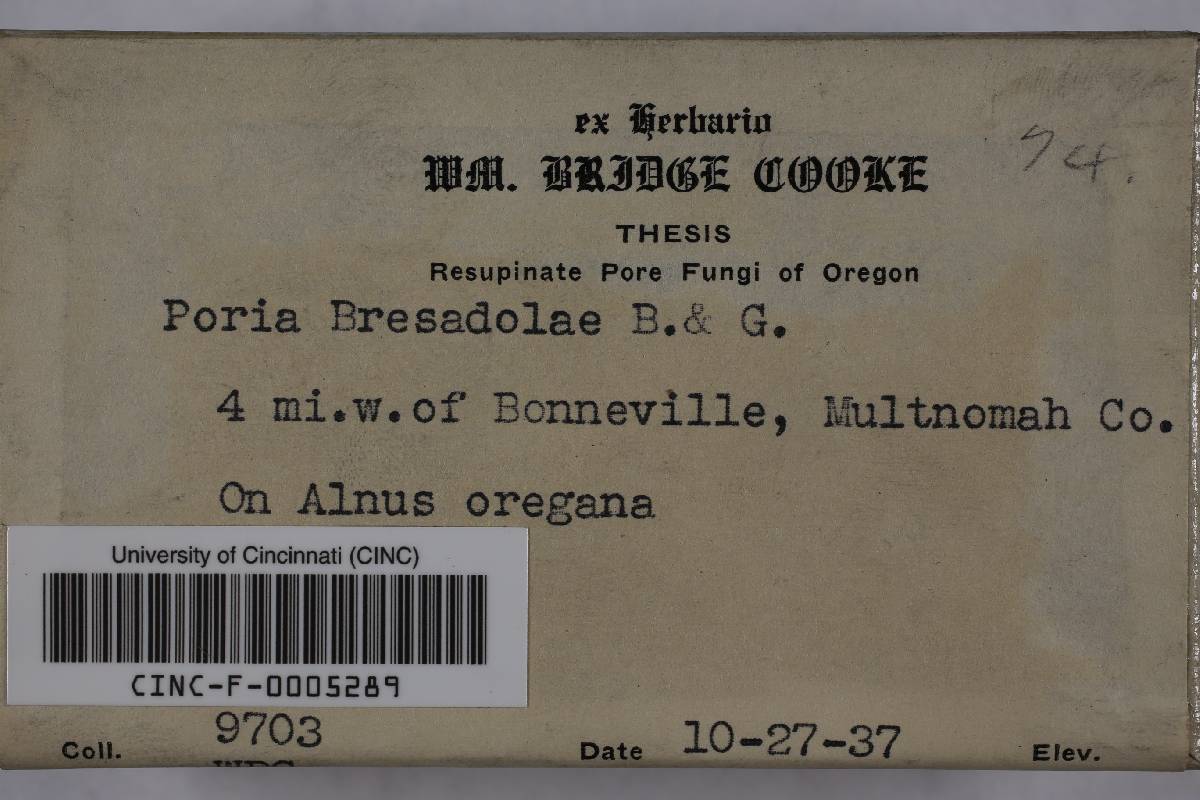 ex Herbario
WM. BRIDGE COOKE
74.
THESIS
Resupinate Pore Fungi of Oregon
Poria Bresadolae B.& G.
4 mi.w.of Bonneville, Multnomah Co.
On Alnus oregana
University of Cincinnati (CINC)
CINC-F-0005289
Coll. 9703 Date 10-27-37 Elev.